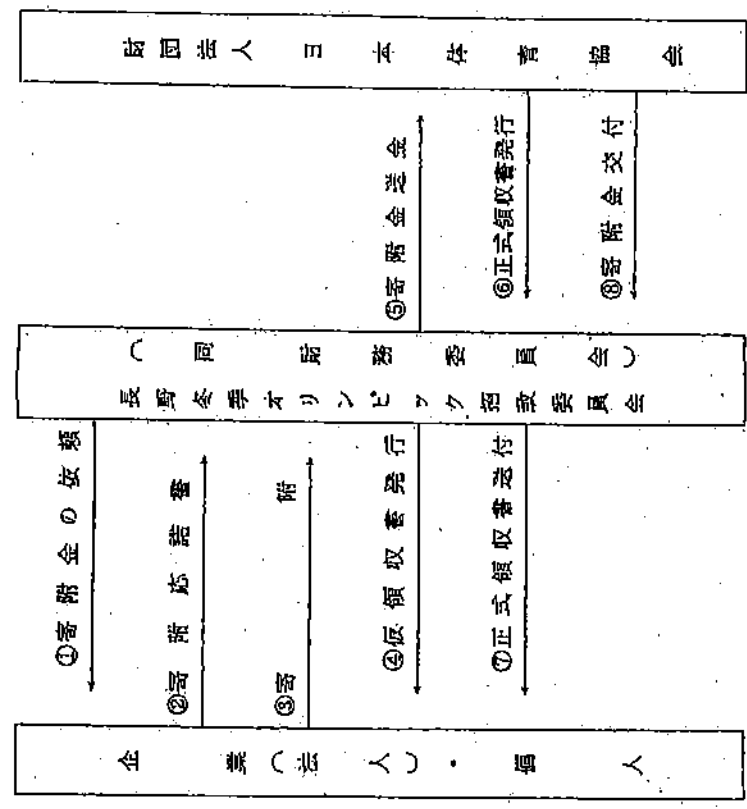 財団法人日本体育協会
⑤寄附金送金
⑥正式領収書発行
⑧寄附金交付
(同財務委員会)
長野冬季オリンピック招致委員会
①寄附金の依頼
②寄附応諾書
③寄附
④仮領収書発行
⑦正式領収書送付
企業(法人)・個人